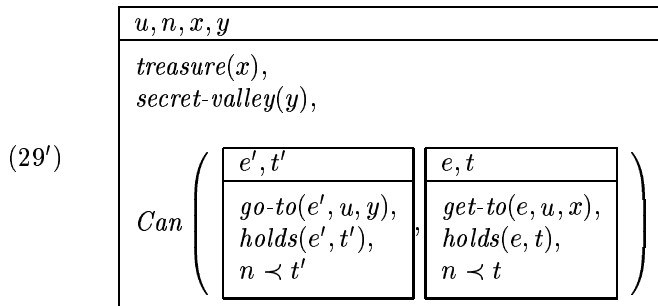 u, n, x, y
treasure(x),
secret-valley(y),
(29′)
Can ( e′, t′ , e, t )
go-to(e′, u, y), get-to(e, u, x),
holds(e′, t′), holds(e, t),
n ≺ t′ n ≺ t